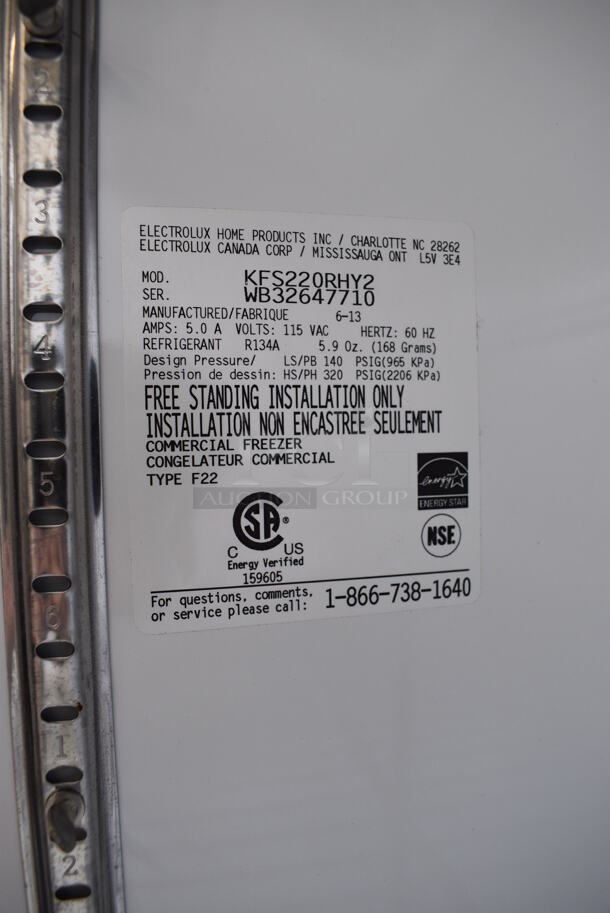 2
3
4
5
6
1
2
ELECTROLUX HOME PRODUCTS INC / CHARLOTTE NC 28262
ELECTROLUX CANADA CORP / MISSISSAUGA ONT L5V 3E4
MOD. KFS220RHY2
SER. WB32647710
MANUFACTURED/FABRIQUE 6-13
AMPS: 5.0 A VOLTS: 115 VAC HERTZ: 60 HZ
REFRIGERANT R134A 5.9 Oz. (168 Grams)
Design Pressure/ LS/PB 140 PSIG(965 KPa)
Pression de dessin: HS/PH 320 PSIG(2206 KPa)
FREE STANDING INSTALLATION ONLY
INSTALLATION NON ENCASTREE SEULEMENT
COMMERCIAL FREEZER
CONGELATEUR COMMERCIAL
TYPE F22
AUCTION GROUP
energy
ENERGY STAR
SA ®
C US
NSF
Energy Verified
159605
For questions, comments,
or service please call: 1-866-738-1640